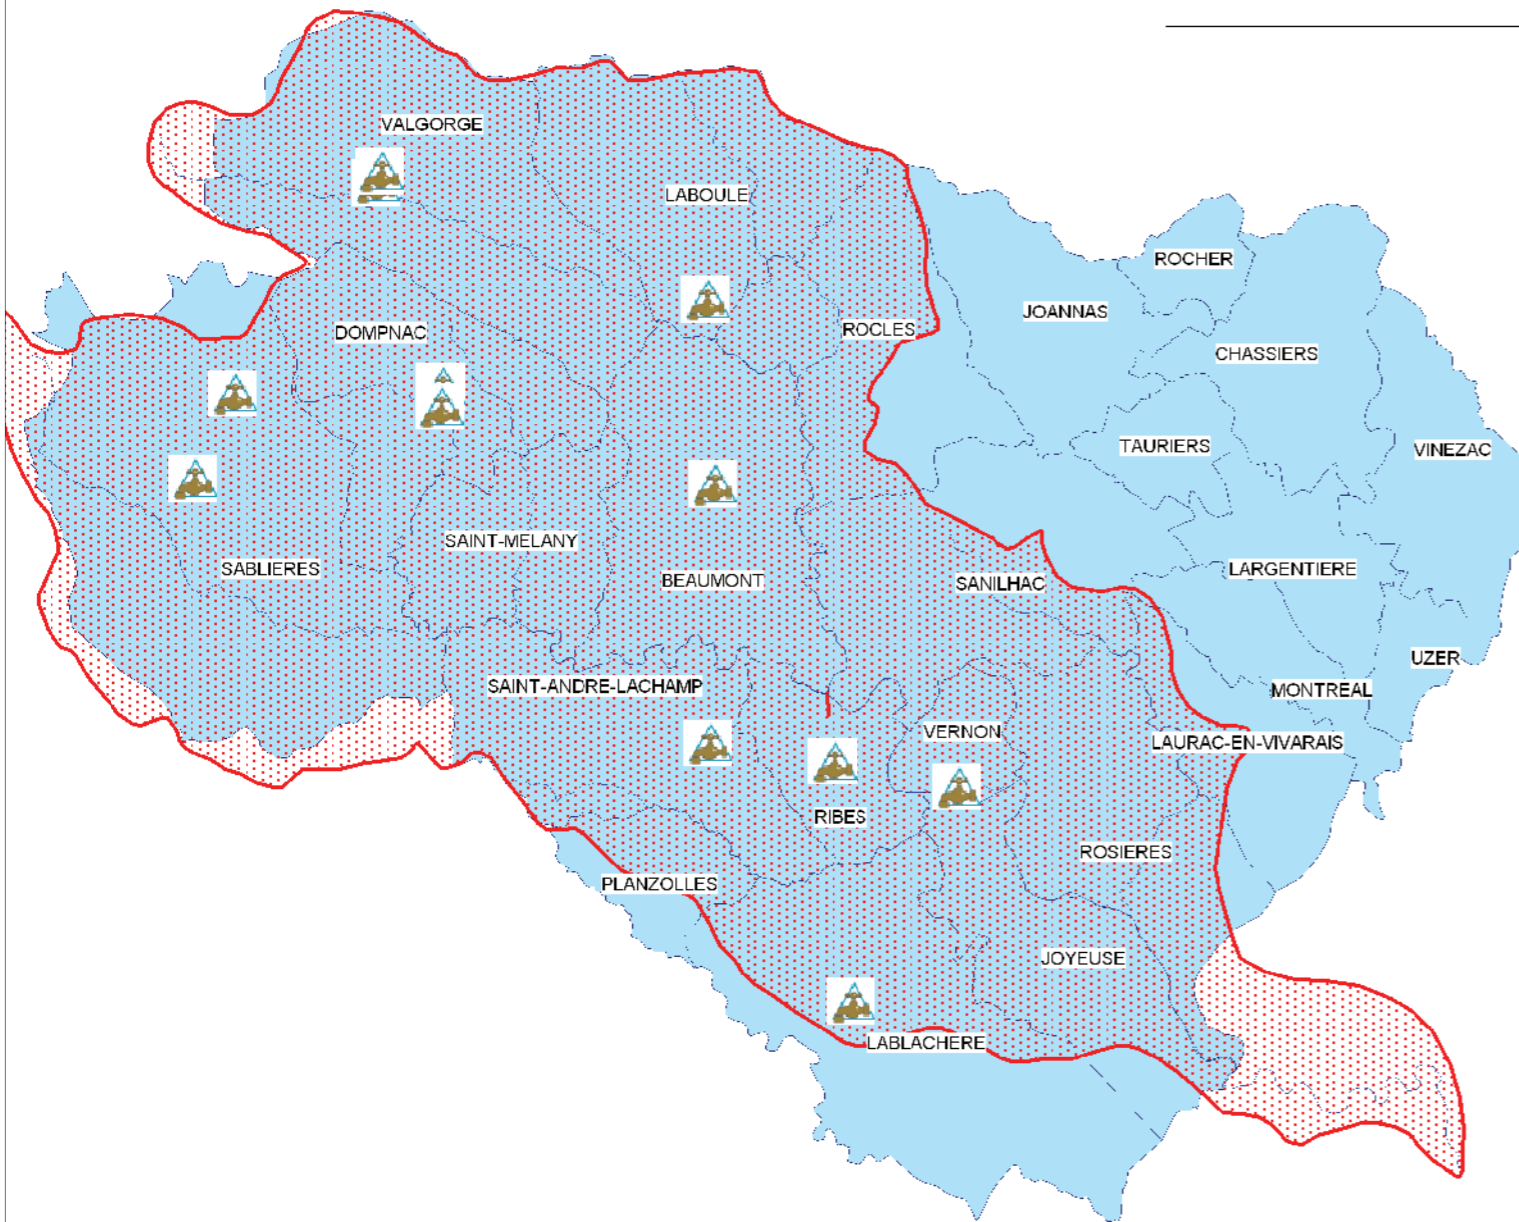 VALGORGE
LABOULE
ROCHER
JOANNAS
DOMPNAC
ROCLES
CHASSIERS
TAURIERS
VINEZAC
SAINT-MELANY
SABLIERES
BEAUMONT
SANILHAC
LARGENTIERE
UZER
SAINT-ANDRE-LACHAMP
MONTREAL
VERNON
LAURAC-EN-VIVARAIS
RIBES
ROSIERES
PLANZOLLES
JOYEUSE
LABLACHERE